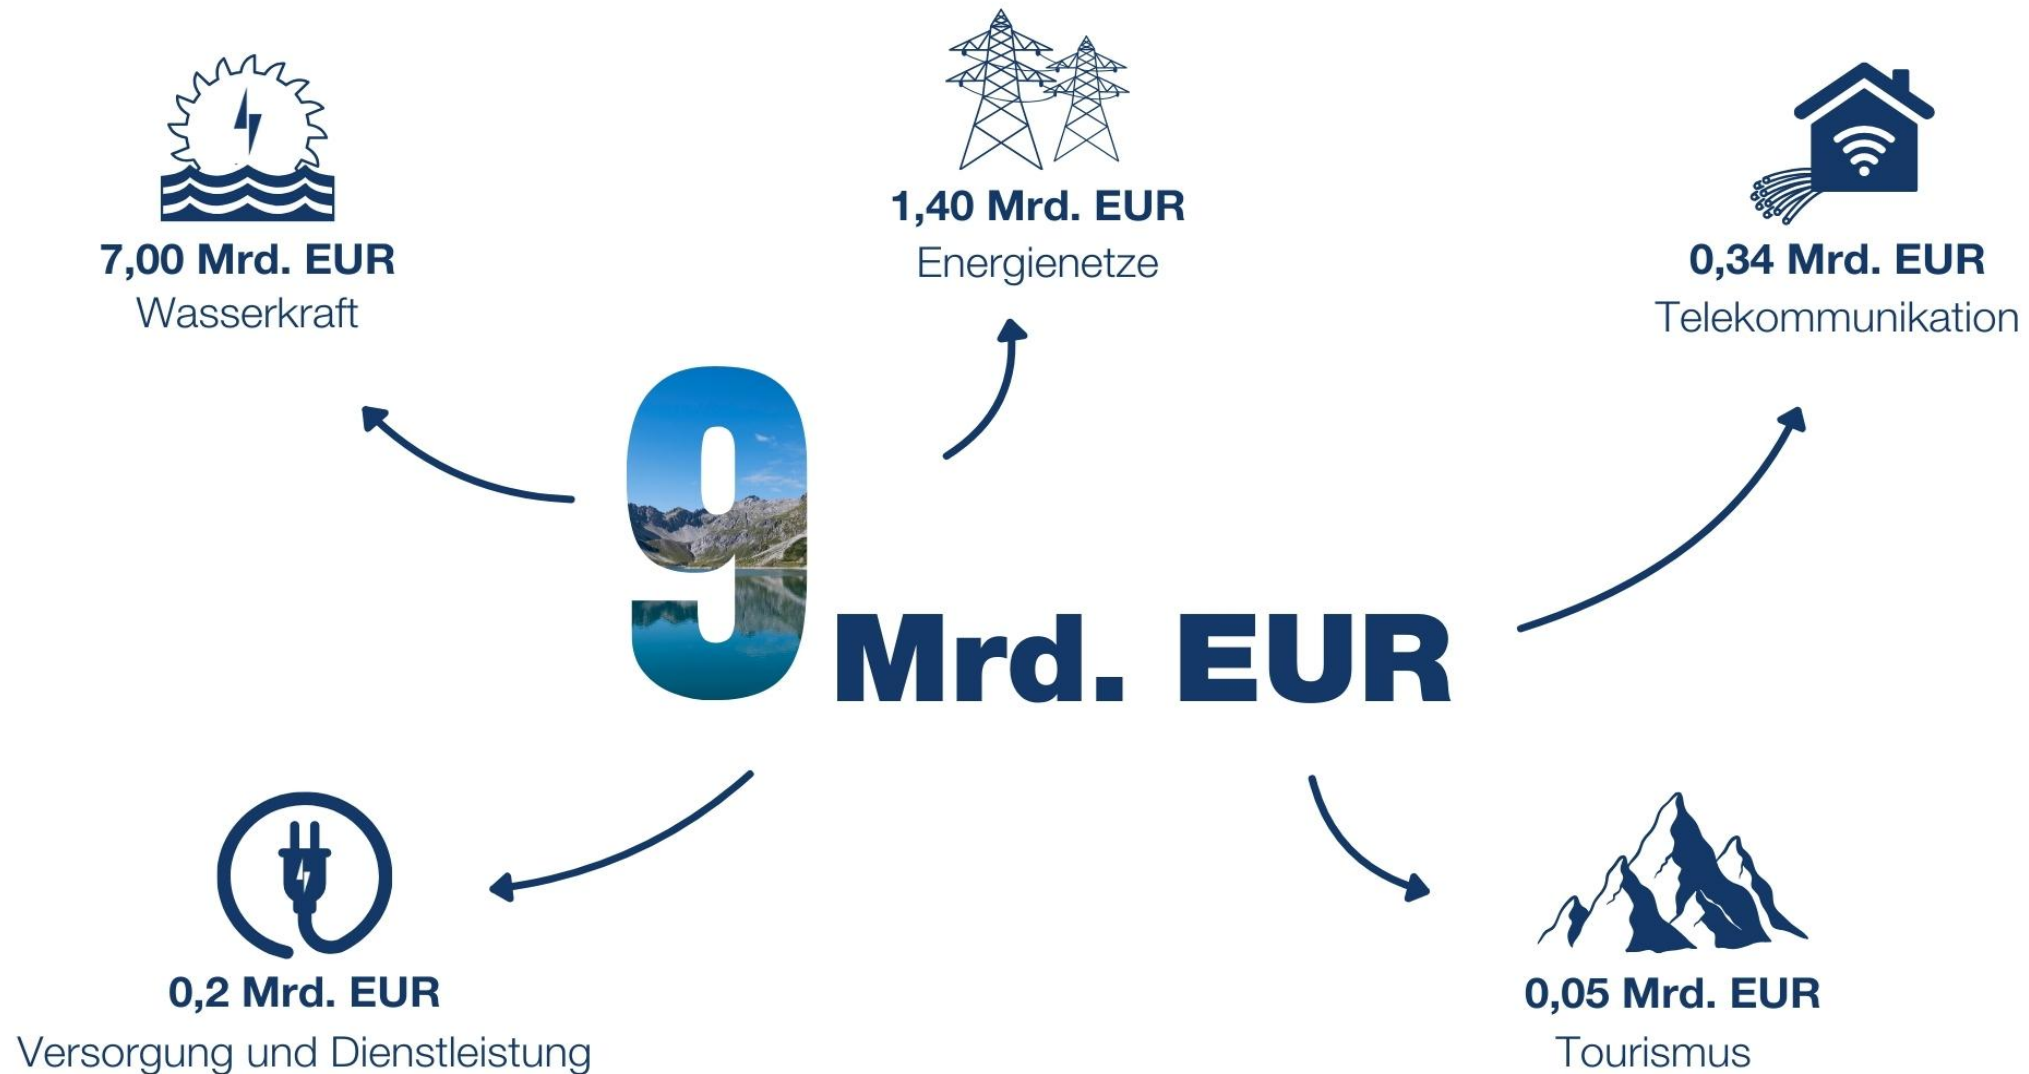 7,00 Mrd. EUR
Wasserkraft
1,40 Mrd. EUR
Energienetze
0,34 Mrd. EUR
Telekommunikation
9 Mrd. EUR
0,2 Mrd. EUR
Versorgung und Dienstleistung
0,05 Mrd. EUR
Tourismus